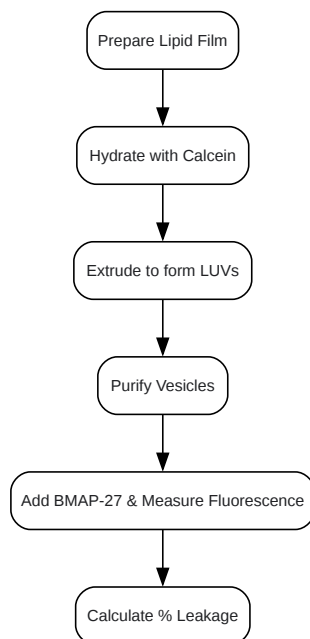 Prepare Lipid Film
Hydrate with Calcein
Extrude to form LUVs
Purify Vesicles
Add BMAP-27 & Measure Fluorescence
Calculate % Leakage